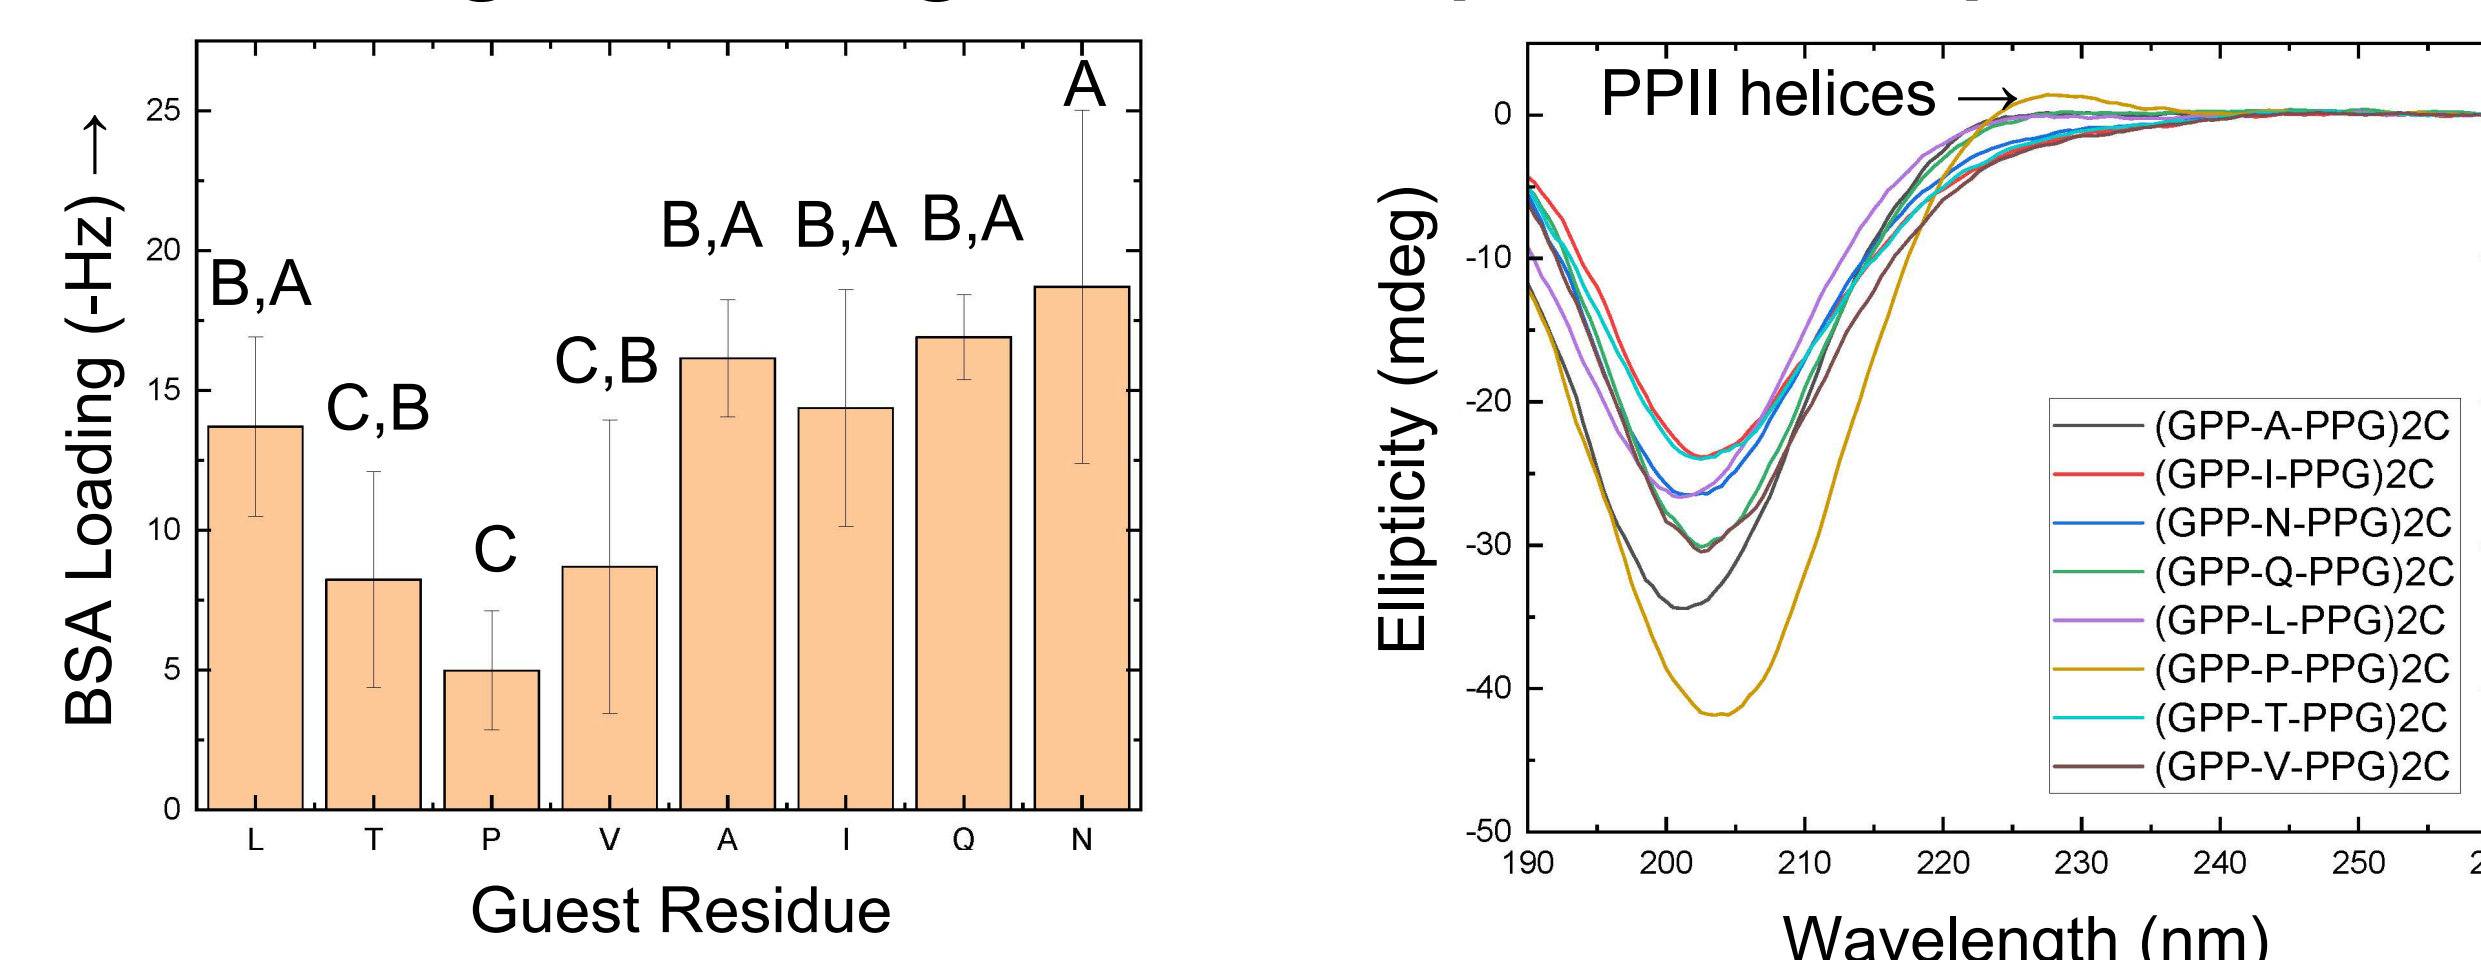 BSA Loading (-Hz) →
25
20
15
10
5
0
B,A
C,B
C
C,B
B,A
B,A
B,A
A
L T P V A I Q N
Guest Residue
PPII helices →
Ellipticity (mdeg)
0
-10
-20
-30
-40
-50
(GPP-A-PPG)2C
(GPP-I-PPG)2C
(GPP-N-PPG)2C
(GPP-Q-PPG)2C
(GPP-L-PPG)2C
(GPP-P-PPG)2C
(GPP-T-PPG)2C
(GPP-V-PPG)2C
190 200 210 220 230 240 250
Wavelength (nm)